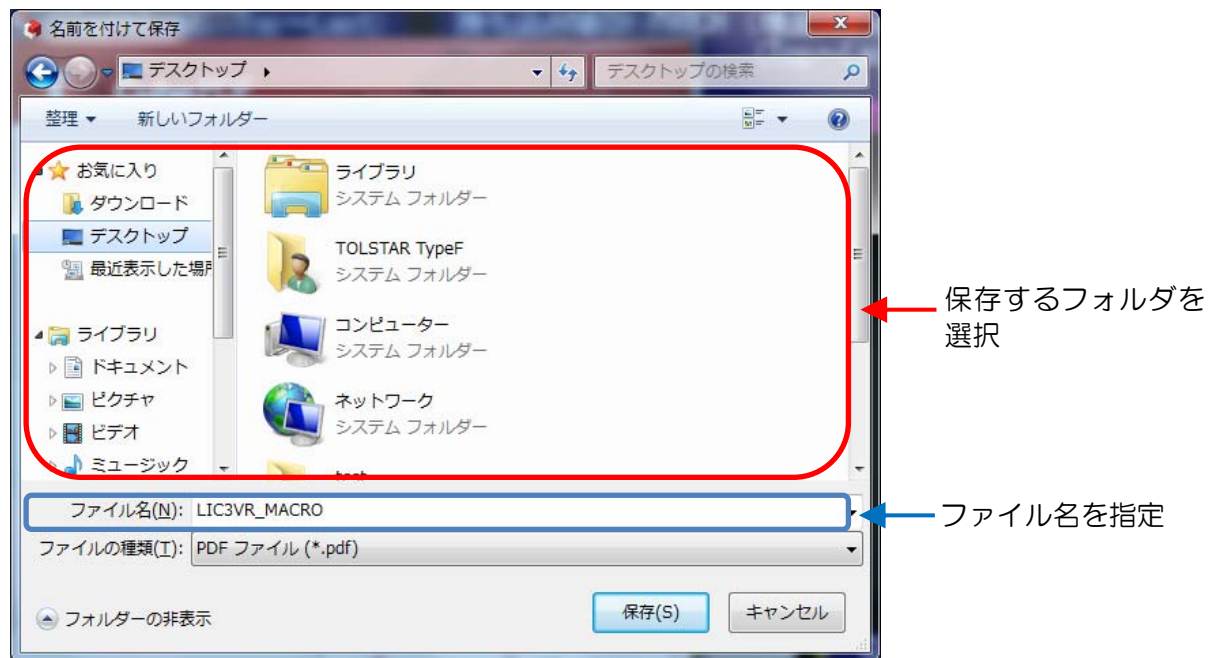 名前を付けて保存
デスクトップ
デスクトップの検索
整理
新しいフォルダー
お気に入り
ダウンロード
デスクトップ
最近表示した場所
ライブラリ
ドキュメント
ピクチャ
ビデオ
ミュージック
ライブラリ
システム フォルダー
TOLSTAR TypeF
システム フォルダー
コンピューター
システム フォルダー
ネットワーク
システム フォルダー
test
保存するフォルダを
選択
ファイル名(N): LIC3VR_MACRO
ファイル名を指定
ファイルの種類(T): PDF ファイル (*.pdf)
フォルダーの非表示
保存(S)
キャンセル